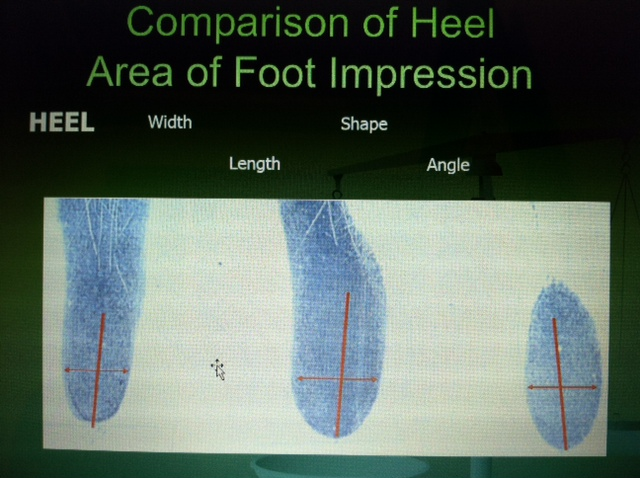 Comparison of Heel
Area of Foot Impression
HEEL
Width
Shape
Length
Angle